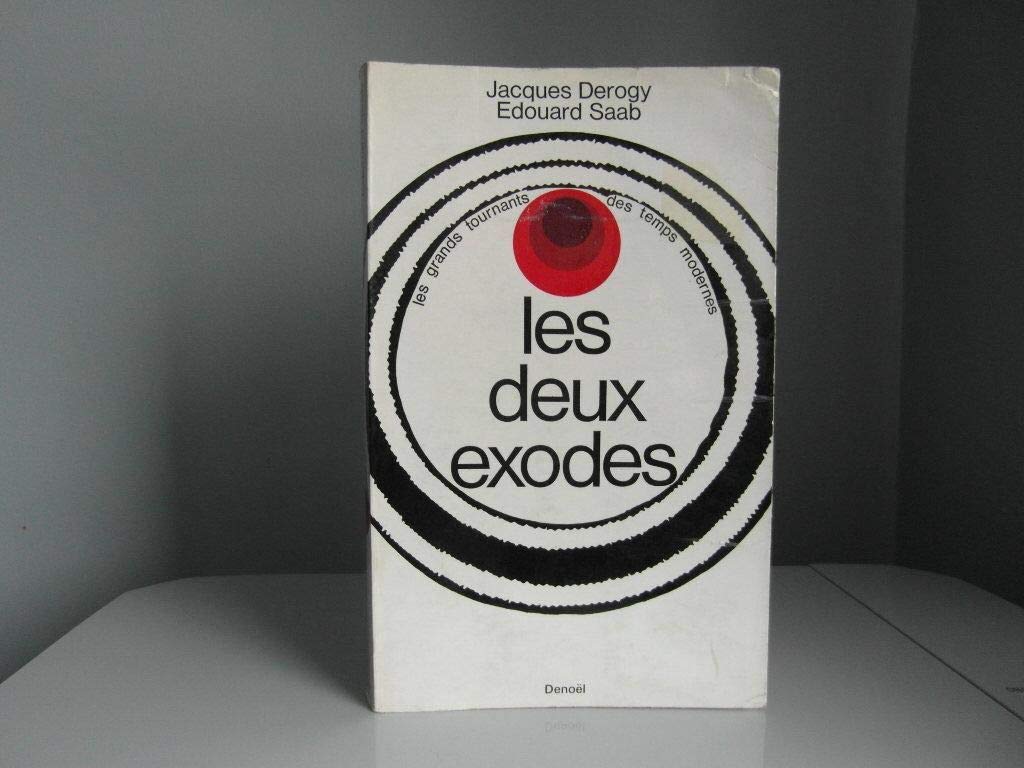 Jacques Derogy
Edouard Saab
les grands tournants des temps modernes
les
deux
exodes
Denoël